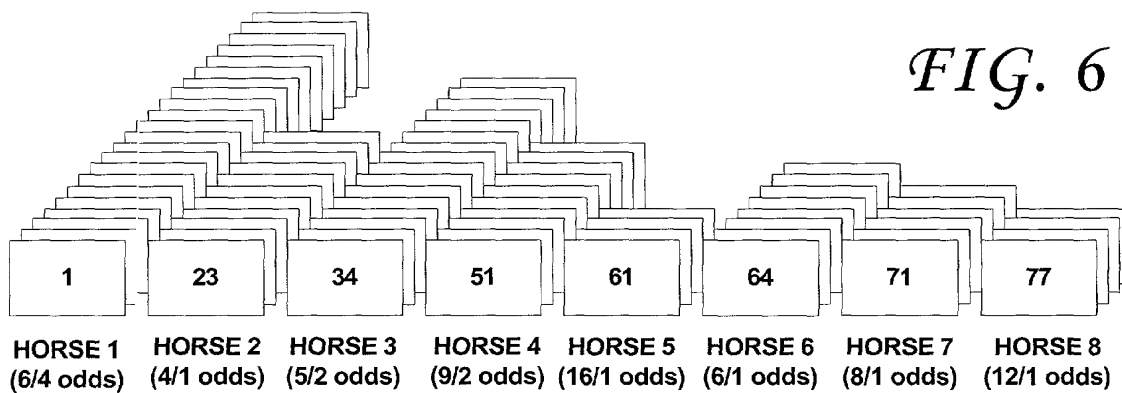 FIG. 6
1 23 34 51 61 64 71 77
HORSE 1 HORSE 2 HORSE 3 HORSE 4 HORSE 5 HORSE 6 HORSE 7 HORSE 8
(6/4 odds) (4/1 odds) (5/2 odds) (9/2 odds) (16/1 odds) (6/1 odds) (8/1 odds) (12/1 odds)